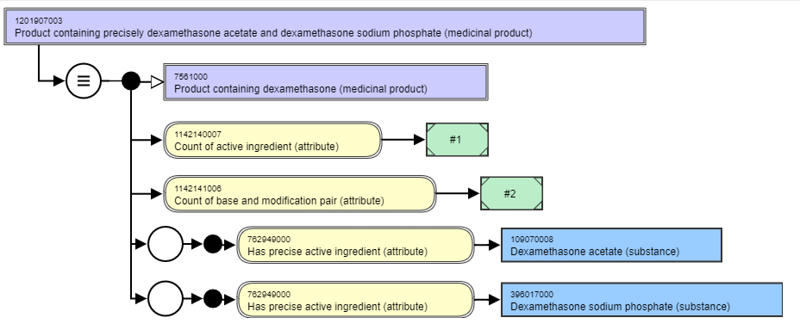 1201907003
Product containing precisely dexamethasone acetate and dexamethasone sodium phosphate (medicinal product)
7561000
Product containing dexamethasone (medicinal product)
1142140007
Count of active ingredient (attribute)
#1
1142141006
Count of base and modification pair (attribute)
#2
762949000
Has precise active ingredient (attribute)
109070008
Dexamethasone acetate (substance)
762949000
Has precise active ingredient (attribute)
396017000
Dexamethasone sodium phosphate (substance)